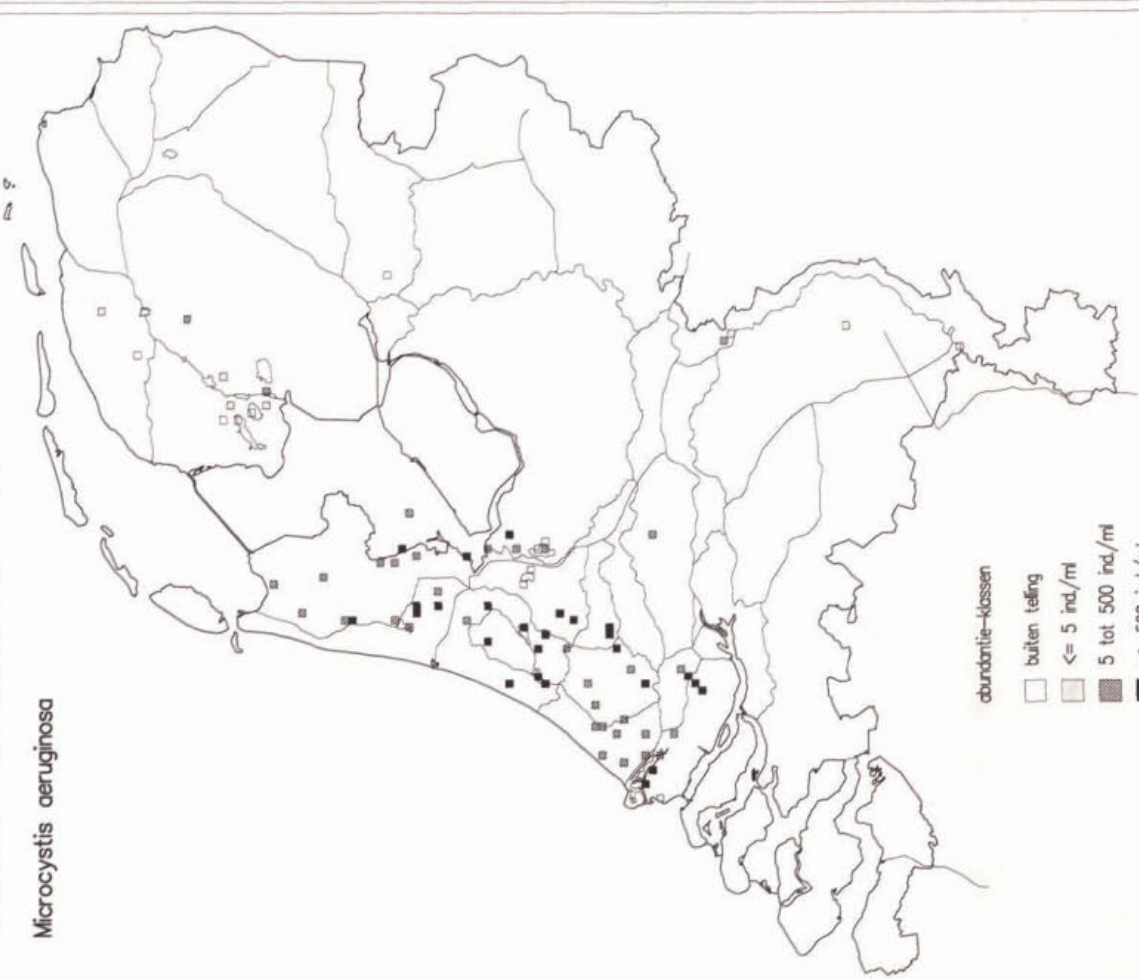 Microcystis aeruginosa
abundantie-klassen
buiten telling
<= 5 ind./ml
5 tot 500 ind./ml